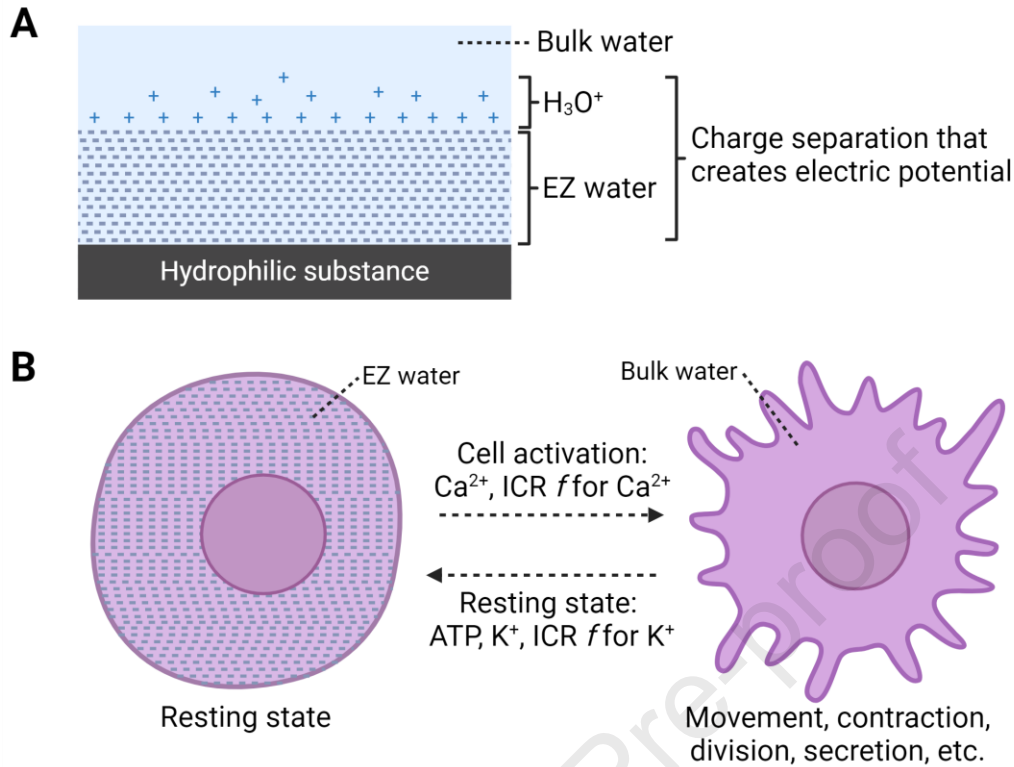 A
Bulk water
H₃O⁺
EZ water
Charge separation that
creates electric potential
Hydrophilic substance
B
EZ water
Bulk water
Cell activation:
Ca²⁺, ICR f for Ca²⁺
Resting state:
ATP, K⁺, ICR f for K⁺
Resting state
Movement, contraction,
division, secretion, etc.
Pre-proof